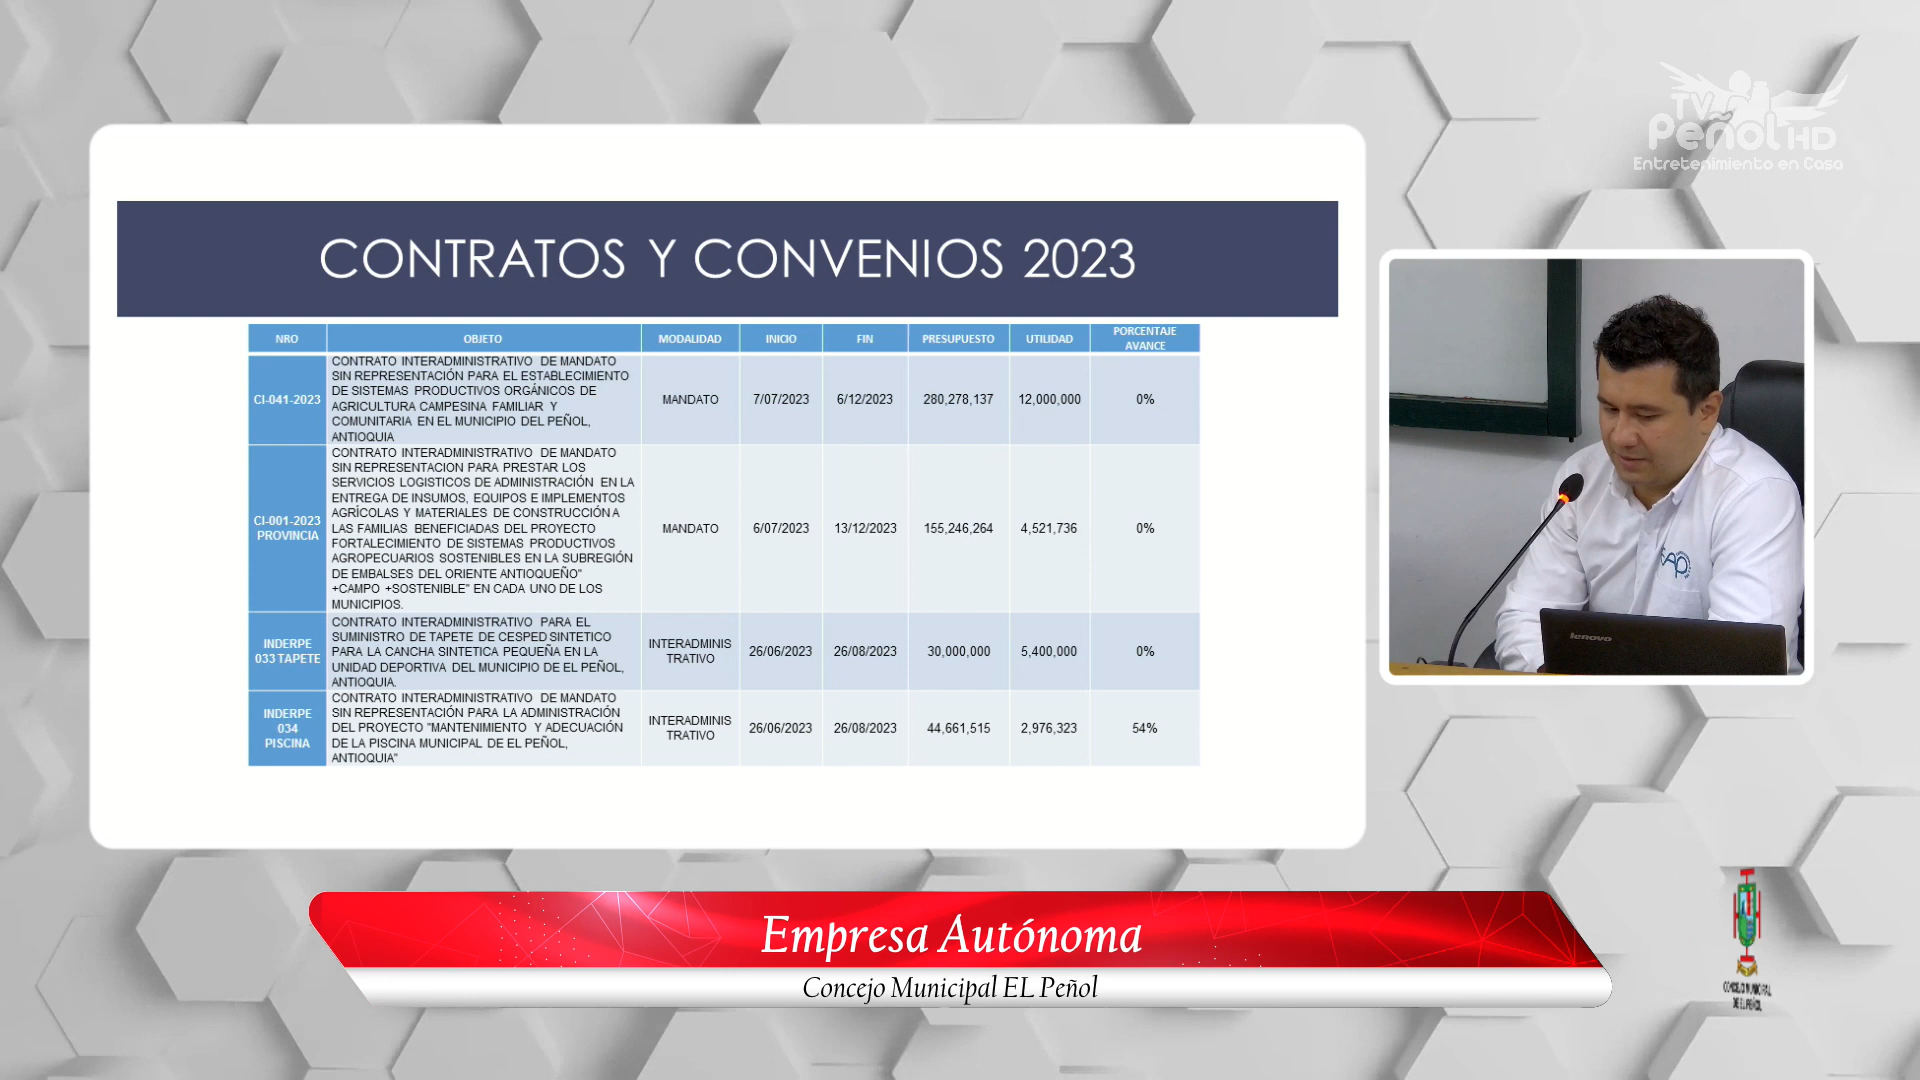 TV
Peñol HD
Entretenimiento en Casa
CONTRATOS Y CONVENIOS 2023
NRO OBJETO MODALIDAD INICIO FIN PRESUPUESTO UTILIDAD PORCENTAJE AVANCE
CI-041-2023
CONTRATO INTERADMINISTRATIVO DE MANDATO
SIN REPRESENTACIÓN PARA EL ESTABLECIMIENTO
DE SISTEMAS PRODUCTIVOS ORGÁNICOS DE
AGRICULTURA CAMPESINA FAMILIAR Y
COMUNITARIA EN EL MUNICIPIO DEL PEÑOL,
ANTIOQUIA
MANDATO 7/07/2023 6/12/2023 280,278,137 12,000,000 0%
CI-001-2023
PROVINCIA
CONTRATO INTERADMINISTRATIVO DE MANDATO
SIN REPRESENTACION PARA PRESTAR LOS
SERVICIOS LOGISTICOS DE ADMINISTRACIÓN EN LA
ENTREGA DE INSUMOS, EQUIPOS E IMPLEMENTOS
AGRÍCOLAS Y MATERIALES DE CONSTRUCCIÓN A
LAS FAMILIAS BENEFICIADAS DEL PROYECTO
FORTALECIMIENTO DE SISTEMAS PRODUCTIVOS
AGROPECUARIOS SOSTENIBLES EN LA SUBREGIÓN
DE EMBALSES DEL ORIENTE ANTIOQUEÑO"
+CAMPO +SOSTENIBLE" EN CADA UNO DE LOS
MUNICIPIOS.
MANDATO 6/07/2023 13/12/2023 155,246,264 4,521,736 0%
INDERPE
033 TAPETE
CONTRATO INTERADMINISTRATIVO PARA EL
SUMINISTRO DE TAPETE DE CESPED SINTETICO
PARA LA CANCHA SINTETICA PEQUEÑA EN LA
UNIDAD DEPORTIVA DEL MUNICIPIO DE EL PEÑOL,
ANTIOQUIA.
INTERADMINIS
TRATIVO
26/06/2023 26/08/2023 30,000,000 5,400,000 0%
INDERPE
034
PISCINA
CONTRATO INTERADMINISTRATIVO DE MANDATO
SIN REPRESENTACIÓN PARA LA ADMINISTRACIÓN
DEL PROYECTO "MANTENIMIENTO Y ADECUACIÓN
DE LA PISCINA MUNICIPAL DE EL PEÑOL,
ANTIOQUIA"
INTERADMINIS
TRATIVO
26/06/2023 26/08/2023 44,661,515 2,976,323 54%
EAP
lenovo
Empresa Autónoma
Concejo Municipal EL Peñol
CONCEJO MUNICIPAL
DE EL PEÑOL